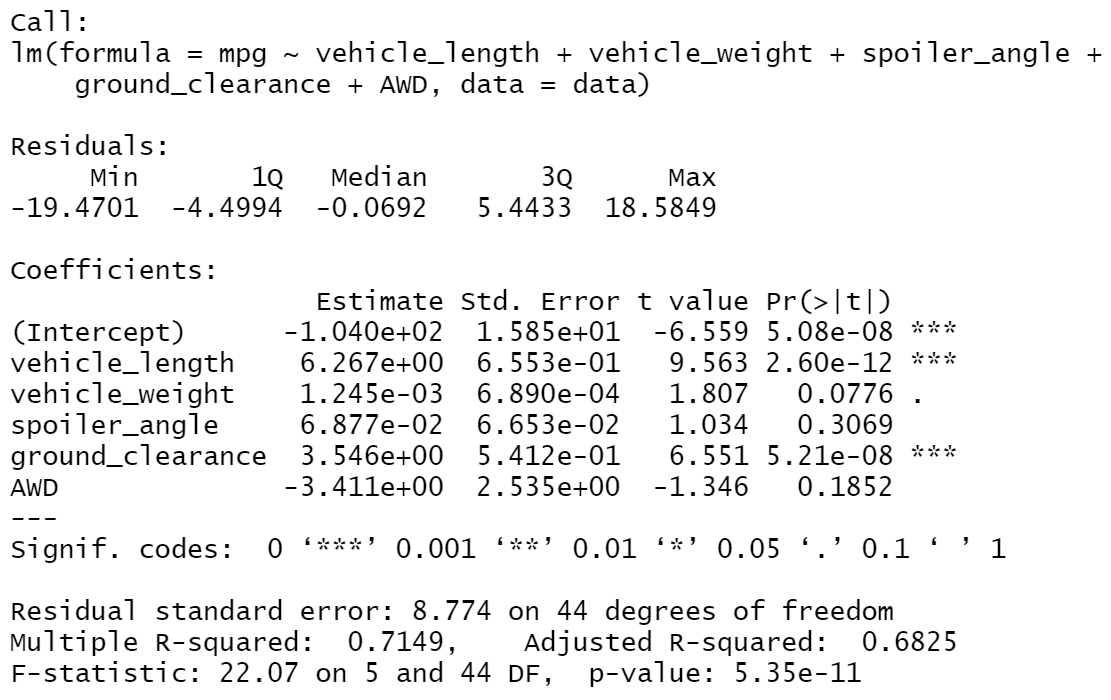 Call:
lm(formula = mpg ~ vehicle_length + vehicle_weight + spoiler_angle +
    ground_clearance + AWD, data = data)

Residuals:
     Min       1Q   Median       3Q      Max
-19.4701  -4.4994  -0.0692   5.4433  18.5849

Coefficients:
                   Estimate Std. Error t value Pr(>|t|)
(Intercept)      -1.040e+02  1.585e+01  -6.559 5.08e-08 ***
vehicle_length    6.267e+00  6.553e-01   9.563 2.60e-12 ***
vehicle_weight    1.245e-03  6.890e-04   1.807   0.0776 .
spoiler_angle     6.877e-02  6.653e-02   1.034   0.3069
ground_clearance  3.546e+00  5.412e-01   6.551 5.21e-08 ***
AWD              -3.411e+00  2.535e+00  -1.346   0.1852
---
Signif. codes:  0 ‘***’ 0.001 ‘**’ 0.01 ‘*’ 0.05 ‘.’ 0.1 ‘ ’ 1

Residual standard error: 8.774 on 44 degrees of freedom
Multiple R-squared:  0.7149,    Adjusted R-squared:  0.6825
F-statistic: 22.07 on 5 and 44 DF,  p-value: 5.35e-11